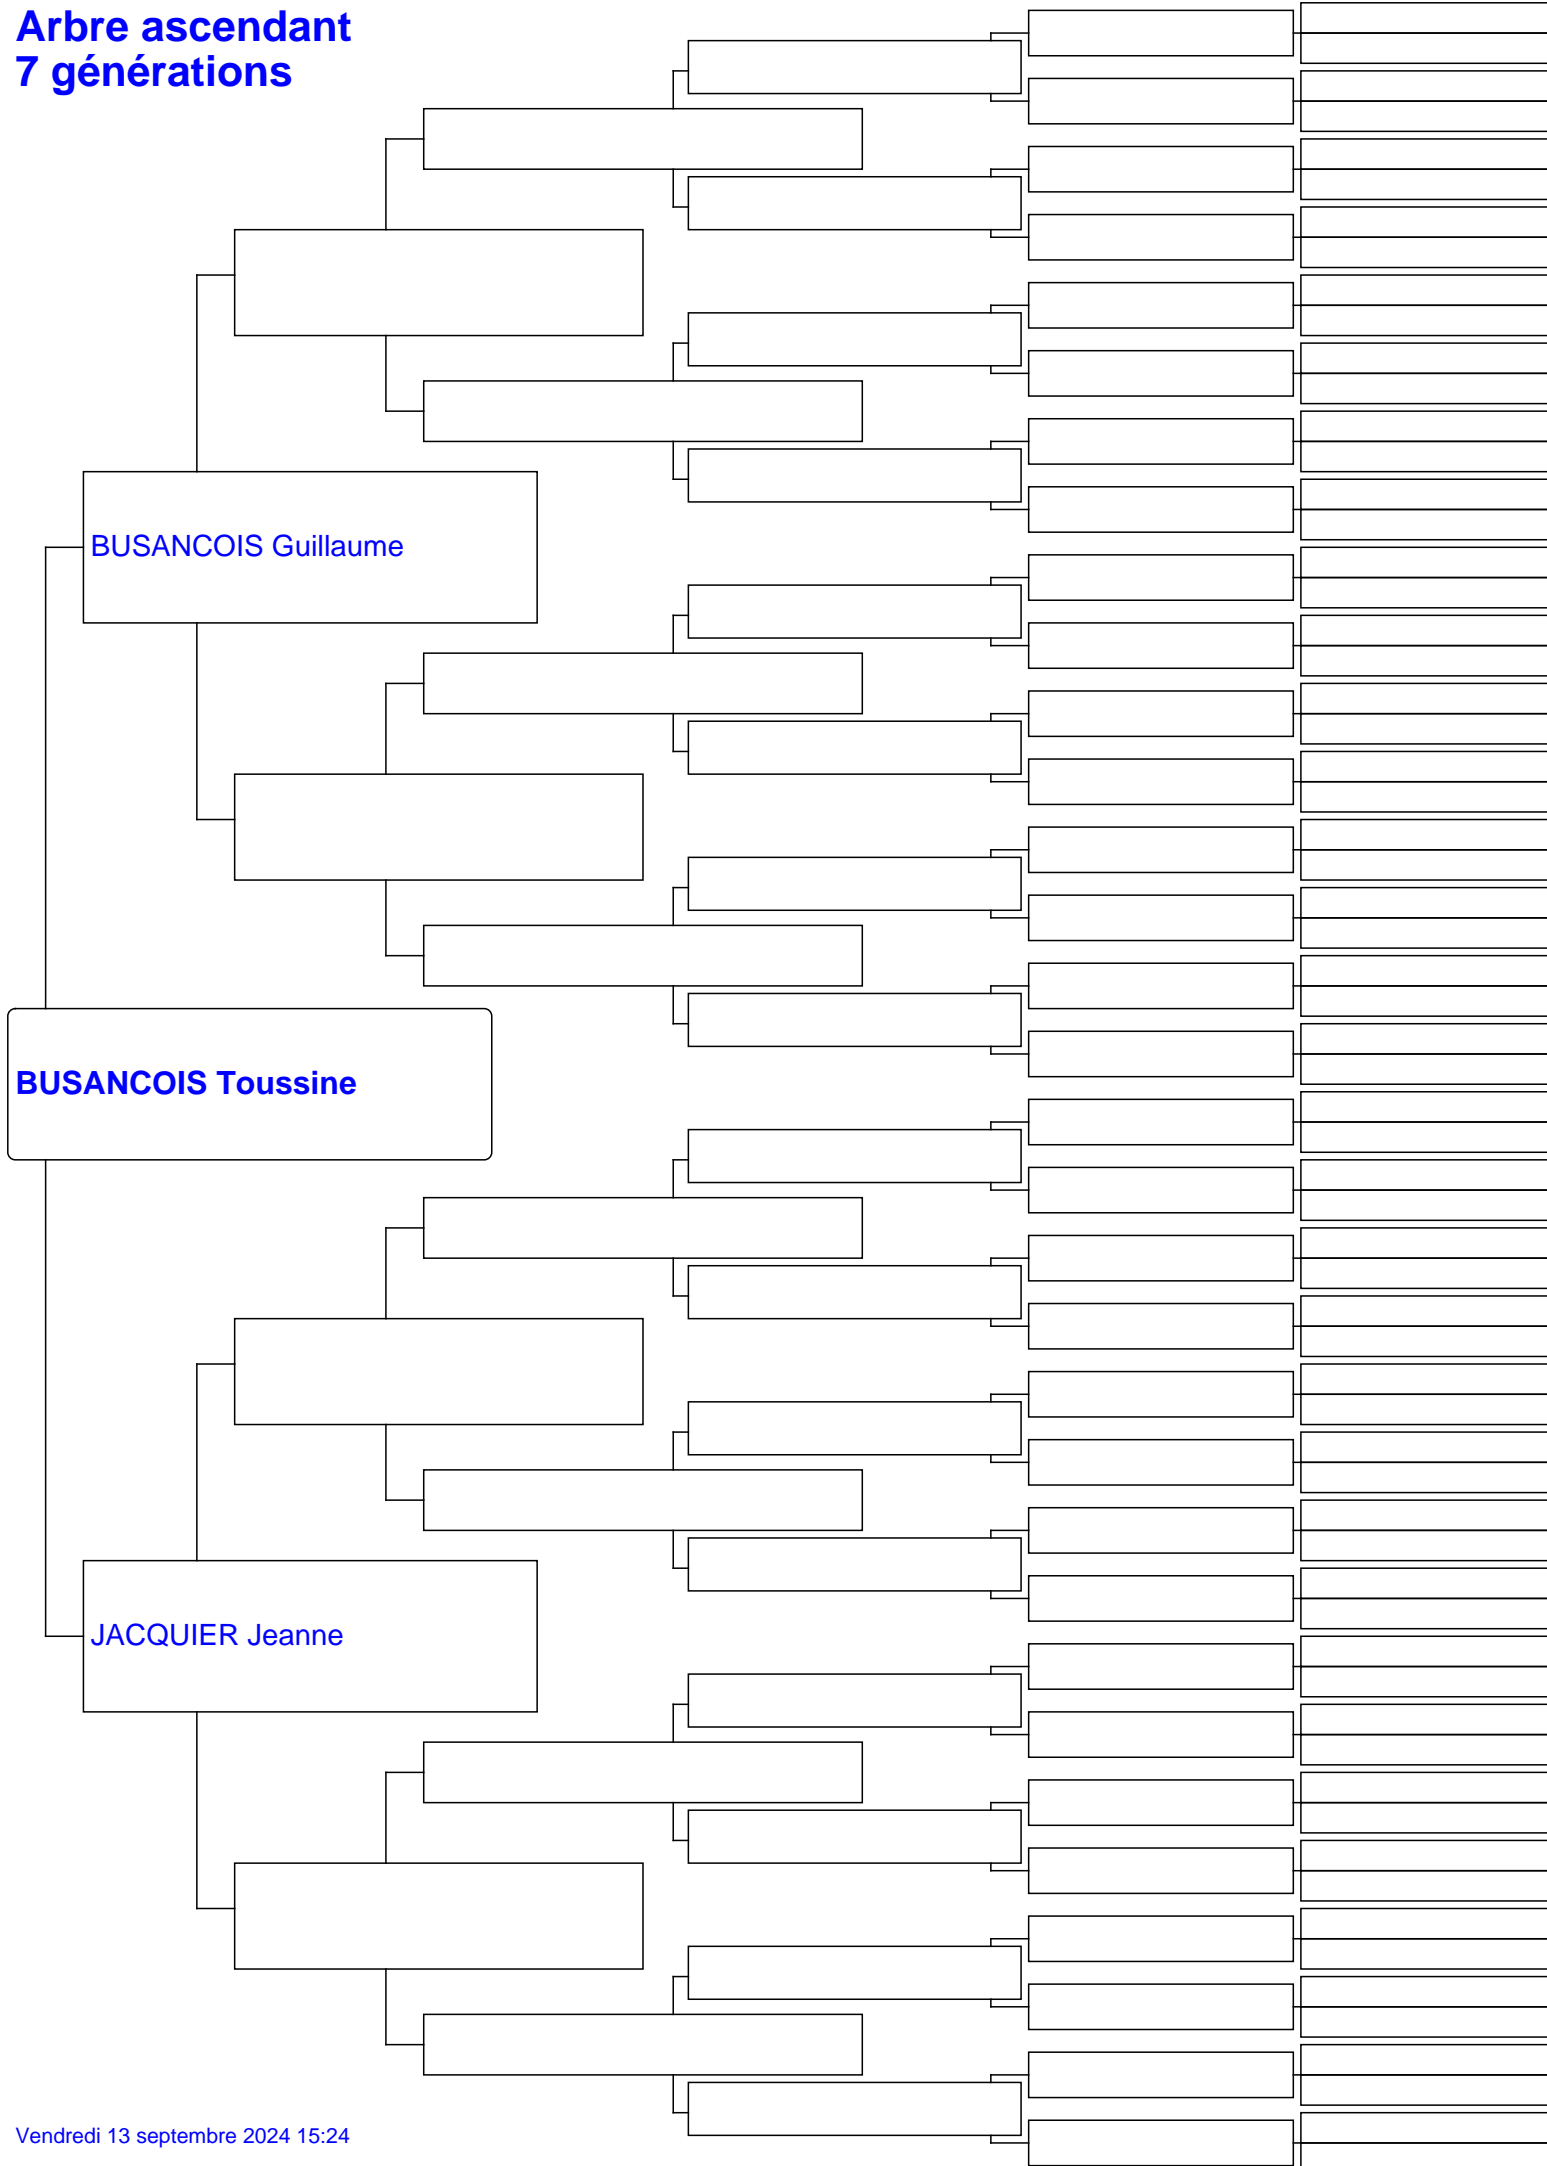 Arbre ascendant
7 générations
BUSANCOIS Guillaume
BUSANCOIS Toussine
JACQUIER Jeanne
Vendredi 13 septembre 2024 15:24